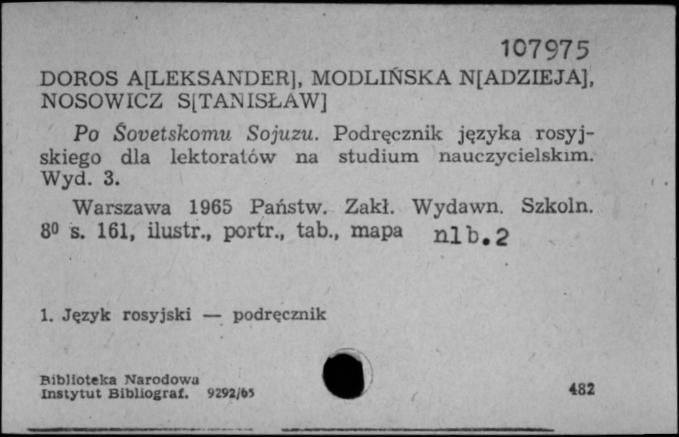 107975
DOROS A[LEKSANDER], MODLIŃSKA N[ADZIEJA],
NOSOWICZ S[TANISŁAW]
Po Sovetskomu Sojuzu. Podręcznik języka rosyj-
skiego dla lektoratów na studium nauczycielskim.
Wyd. 3.
Warszawa 1965 Państw. Zakł. Wydawn. Szkoln.
8⁰ s. 161, ilustr., portr., tab., mapa nlb.2
1. Język rosyjski — podręcznik
Biblioteka Narodowa
Instytut Bibliograf. 9292/65
482